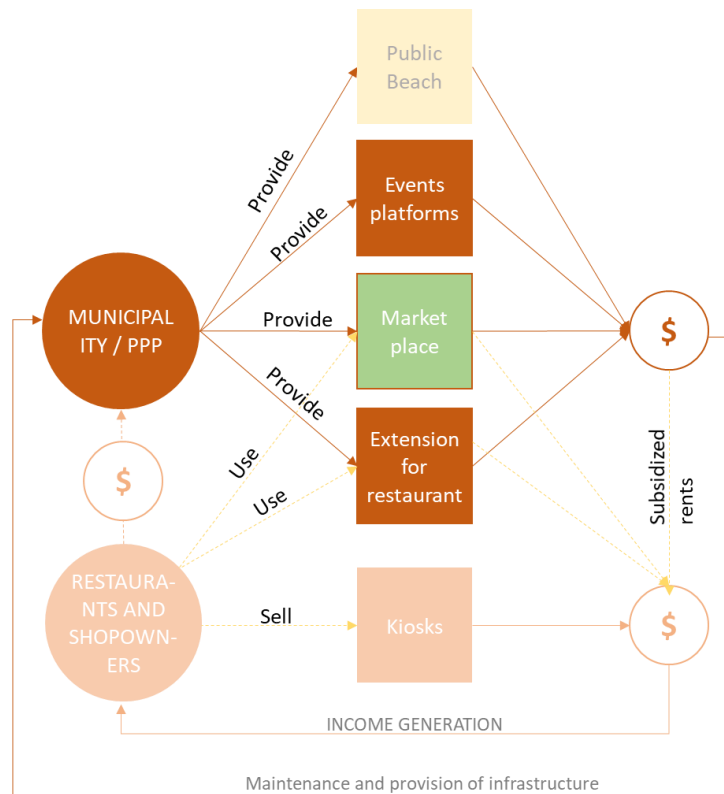 Public
Beach
Provide
Events
platforms
Provide
MUNICIPAL
ITY / PPP
Provide
Market
place
$
Provide
Extension
for
restaurant
Use
Use
Subsidized
rents
$
RESTAURA-
NTS AND
SHOPOWN-
ERS
Sell
Kiosks
$
INCOME GENERATION
Maintenance and provision of infrastructure